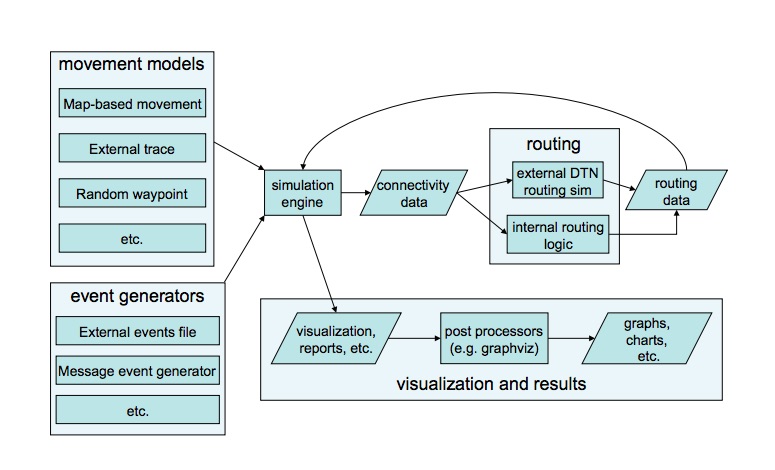 movement models
Map-based movement
External trace
Random waypoint
etc.
event generators
External events file
Message event generator
etc.
simulation
engine
connectivity
data
routing
external DTN
routing sim
internal routing
logic
routing
data
visualization,
reports, etc.
post processors
(e.g. graphviz)
graphs,
charts,
etc.
visualization and results